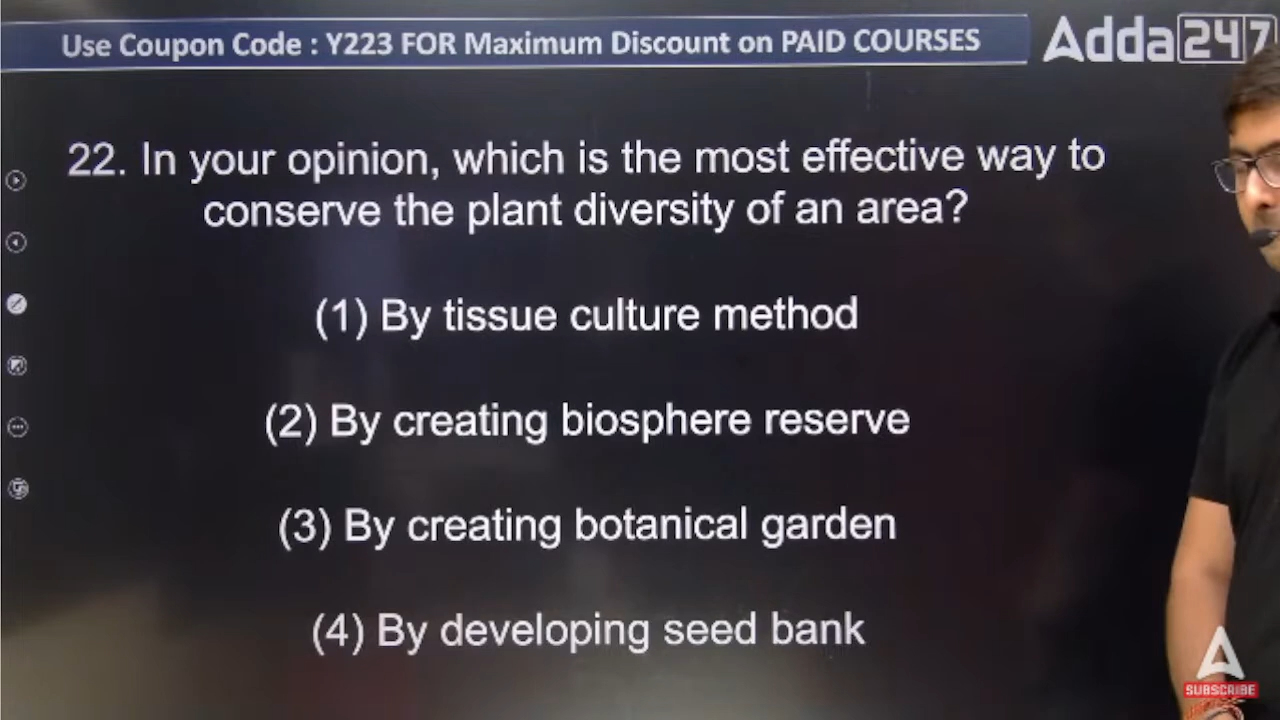 Use Coupon Code : Y223 FOR Maximum Discount on PAID COURSES
Adda247
22. In your opinion, which is the most effective way to
conserve the plant diversity of an area?
(1) By tissue culture method
(2) By creating biosphere reserve
(3) By creating botanical garden
(4) By developing seed bank
SUBSCRIBE